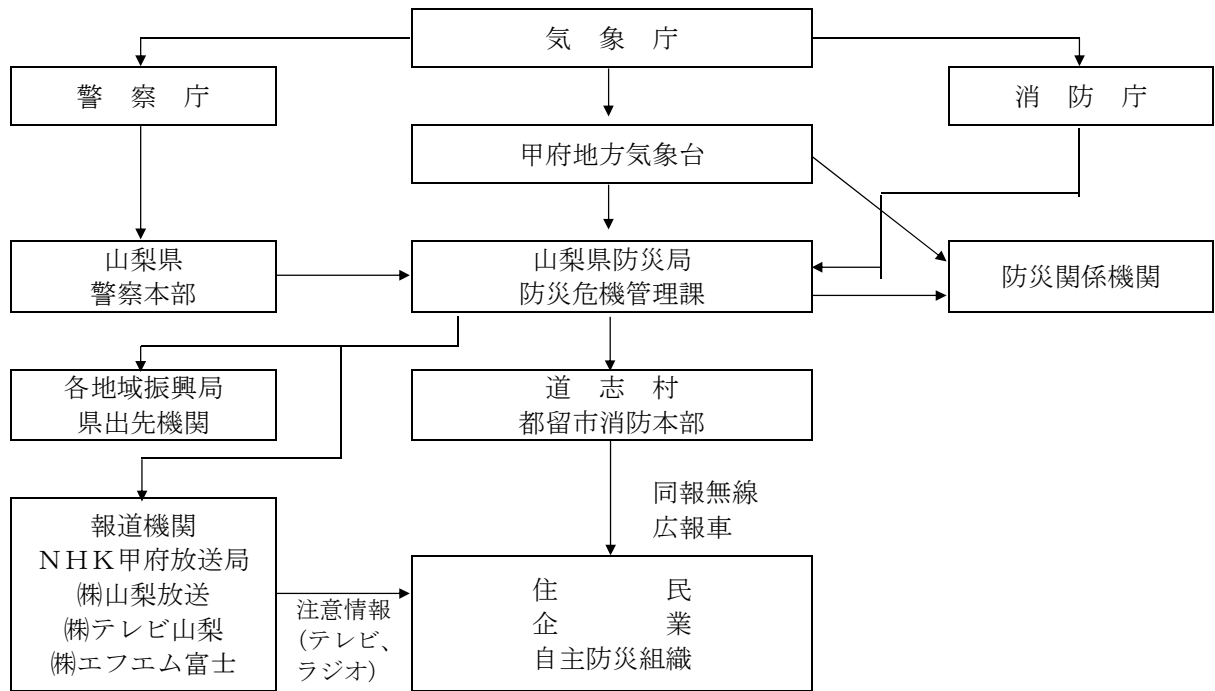 気　象　庁
警　察　庁
消　防　庁
甲府地方気象台
山梨県
警察本部
山梨県防災局
防災危機管理課
防災関係機関
各地域振興局
県出先機関
道　志　村
都留市消防本部
同報無線
広報車
報道機関
ＮＨＫ甲府放送局
㈱山梨放送
㈱テレビ山梨
㈱エフエム富士
注意情報
(テレビ、
ラジオ)
住　　　　民
企　　　　業
自主防災組織